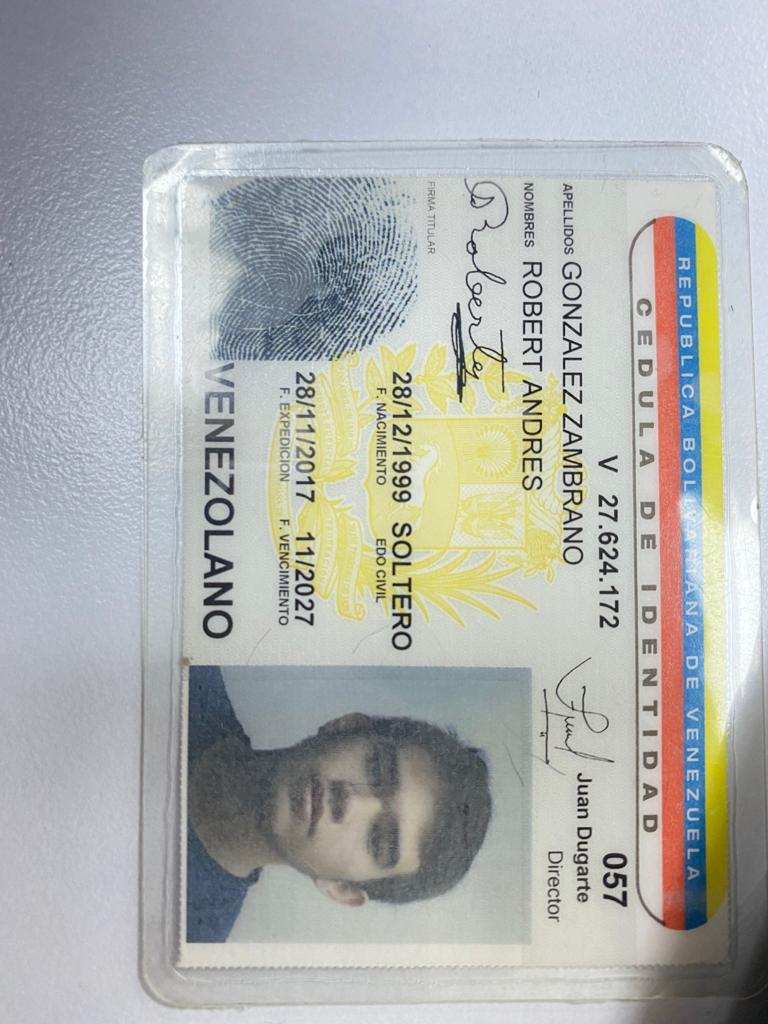 REPUBLICA BOLIVARIANA DE VENEZUELA
CEDULA DE IDENTIDAD
V 27.624.172
057
APELLIDOS GONZALEZ ZAMBRANO
Juan Dugarte
Director
NOMBRES ROBERT ANDRES
FIRMA TITULAR
28/12/1999 SOLTERO
F. NACIMIENTO EDO CIVIL
28/11/2017 11/2027
F. EXPEDICION F. VENCIMIENTO
VENEZOLANO